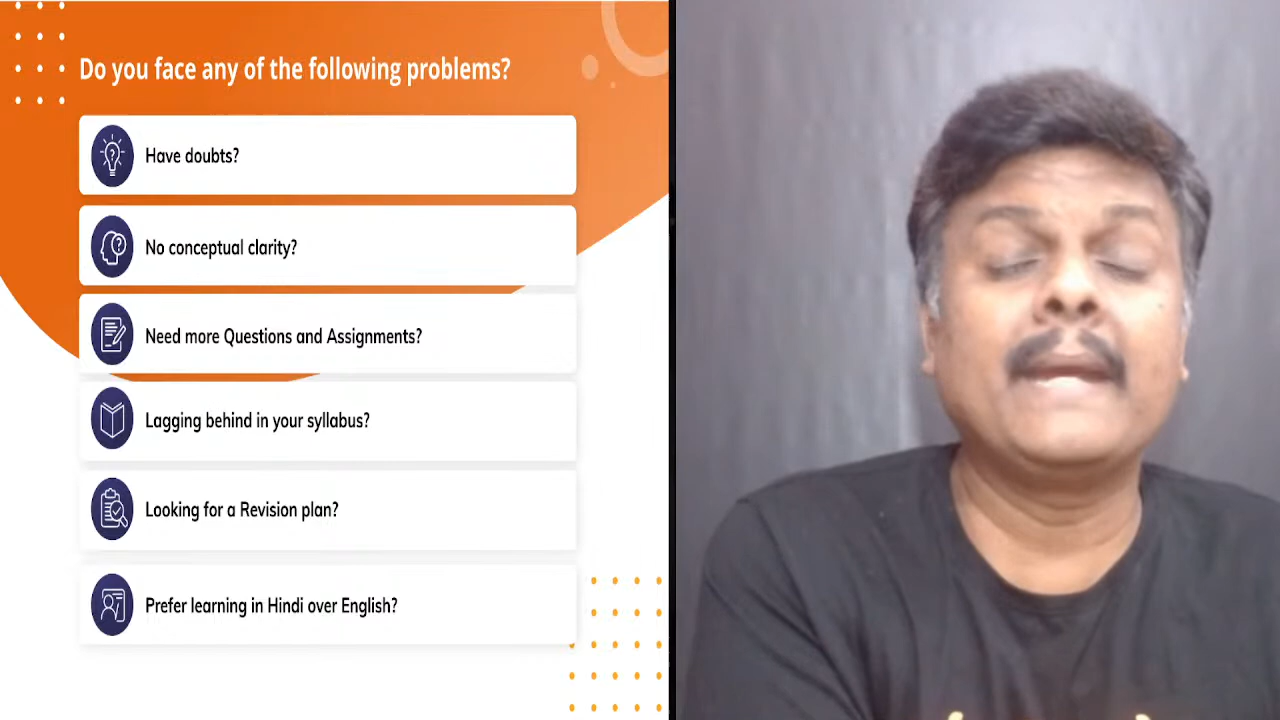 Do you face any of the following problems?
Have doubts?
No conceptual clarity?
Need more Questions and Assignments?
Lagging behind in your syllabus?
Looking for a Revision plan?
Prefer learning in Hindi over English?